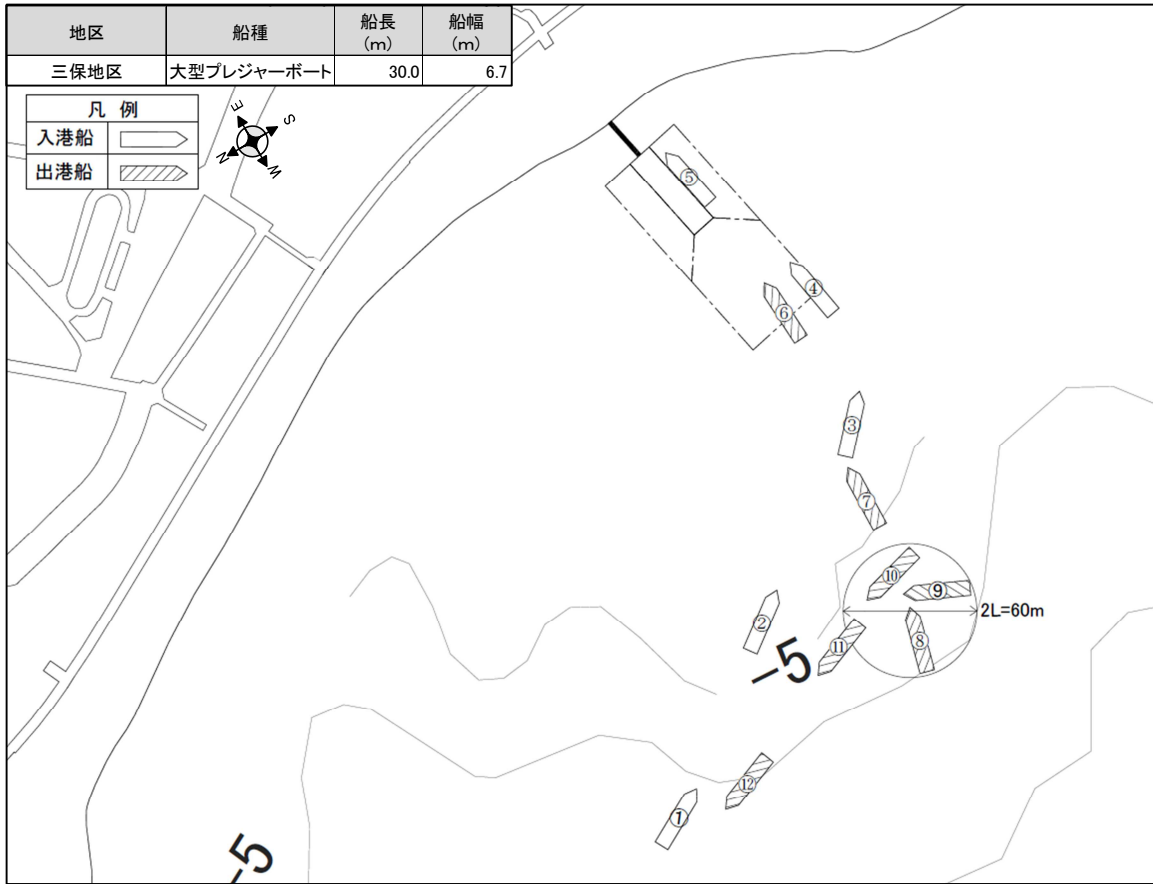 地区 船種 船長(m) 船幅(m)
三保地区 大型プレジャーボート 30.0 6.7
凡 例
入港船
出港船
E
S
N
W
⑤
④
⑥
③
⑦
⑩
⑨
2L=60m
②
⑧
⑪
-5
⑫
①
-5